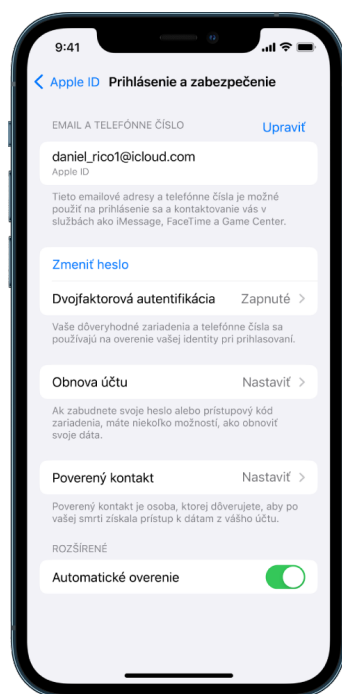 9:41
Apple ID Prihlásenie a zabezpečenie
EMAIL A TELEFÓNNE ČÍSLO Upraviť
daniel_rico1@icloud.com
Apple ID
Tieto emailové adresy a telefónne čísla je možné
použiť na prihlásenie sa a kontaktovanie vás v
službách ako iMessage, FaceTime a Game Center.
Zmeniť heslo
Dvojfaktorová autentifikácia Zapnuté
Vaše dôveryhodné zariadenia a telefónne čísla sa
používajú na overenie vašej identity pri prihlasovaní.
Obnova účtu Nastaviť
Ak zabudnete svoje heslo alebo prístupový kód
zariadenia, máte niekoľko možností, ako obnoviť
svoje dáta.
Poverený kontakt Nastaviť
Poverený kontakt je osoba, ktorej dôverujete, aby po
vašej smrti získala prístup k dátam z vášho účtu.
ROZŠÍRENÉ
Automatické overenie